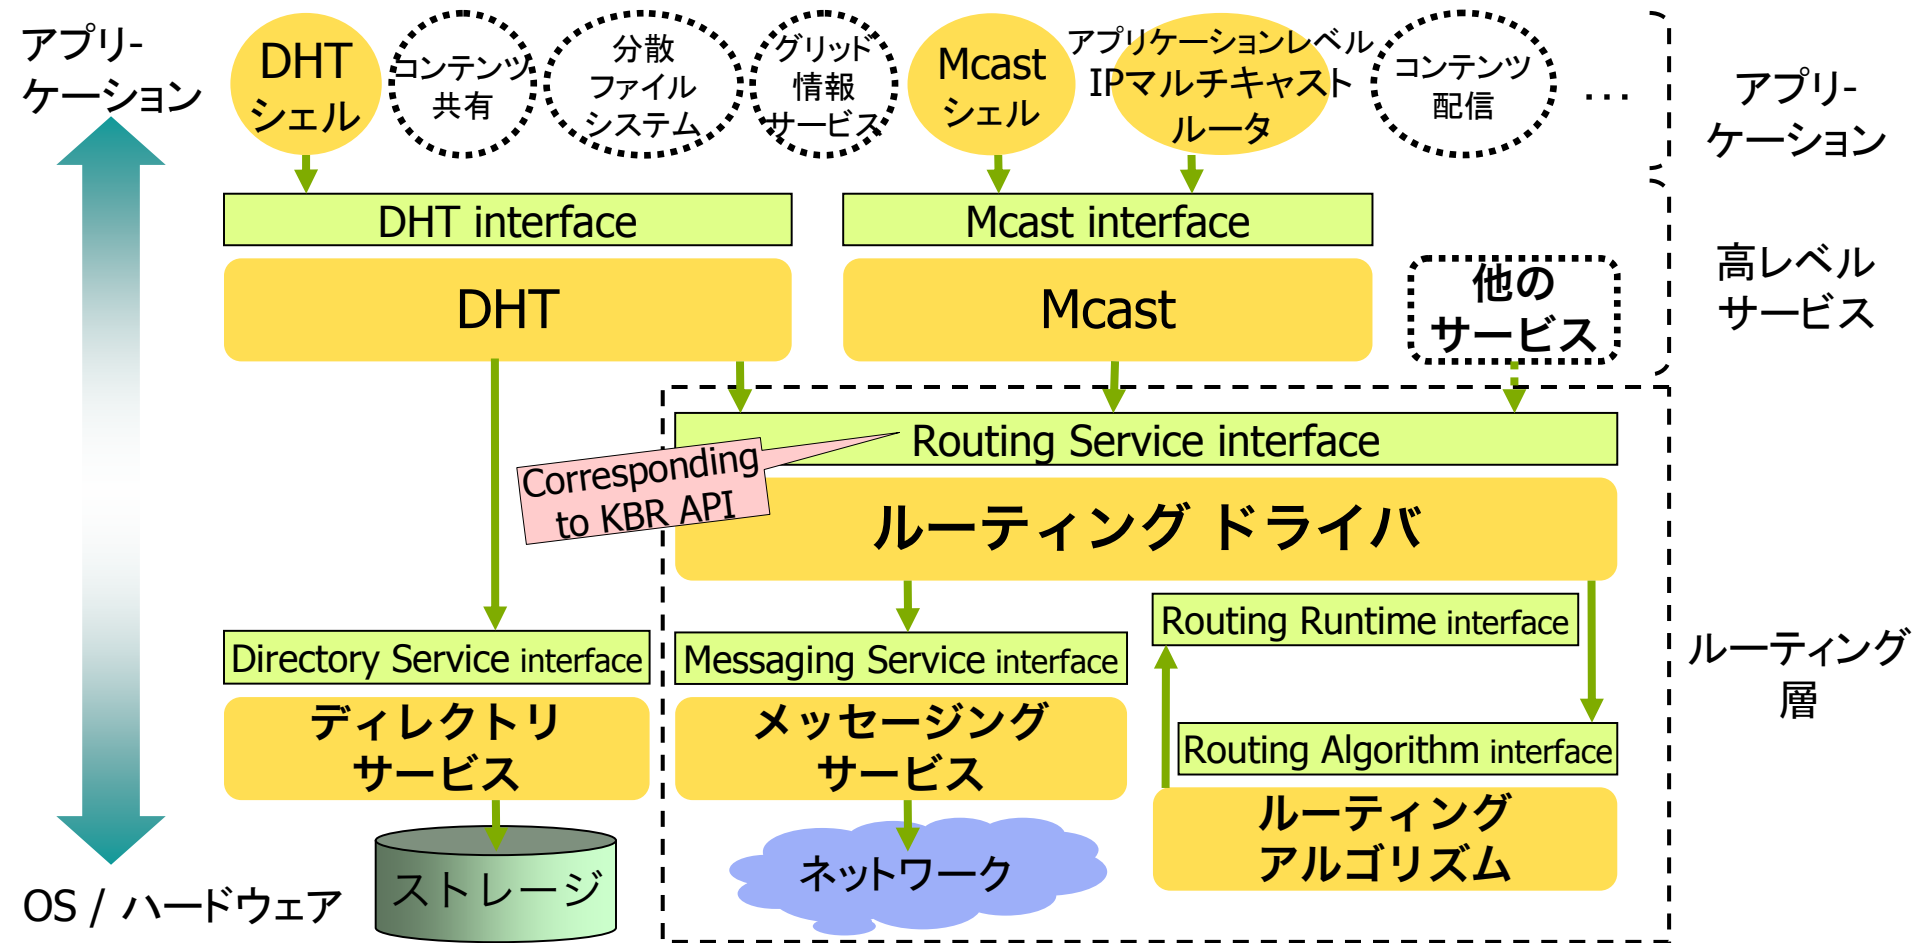 アプリ-
ケーション
DHT
シェル
コンテンツ
共有
分散
ファイル
システム
グリッド
情報
サービス
Mcast
シェル
アプリケーションレベル
IPマルチキャスト
ルータ
コンテンツ
配信
...
アプリ-
ケーション
DHT interface
Mcast interface
DHT
Mcast
他の
サービス
高レベル
サービス
Routing Service interface
Corresponding
to KBR API
ルーティング ドライバ
Routing Runtime interface
Directory Service interface
Messaging Service interface
ルーティング
層
ディレクトリ
サービス
メッセージング
サービス
Routing Algorithm interface
ルーティング
アルゴリズム
ストレージ
ネットワーク
OS / ハードウェア